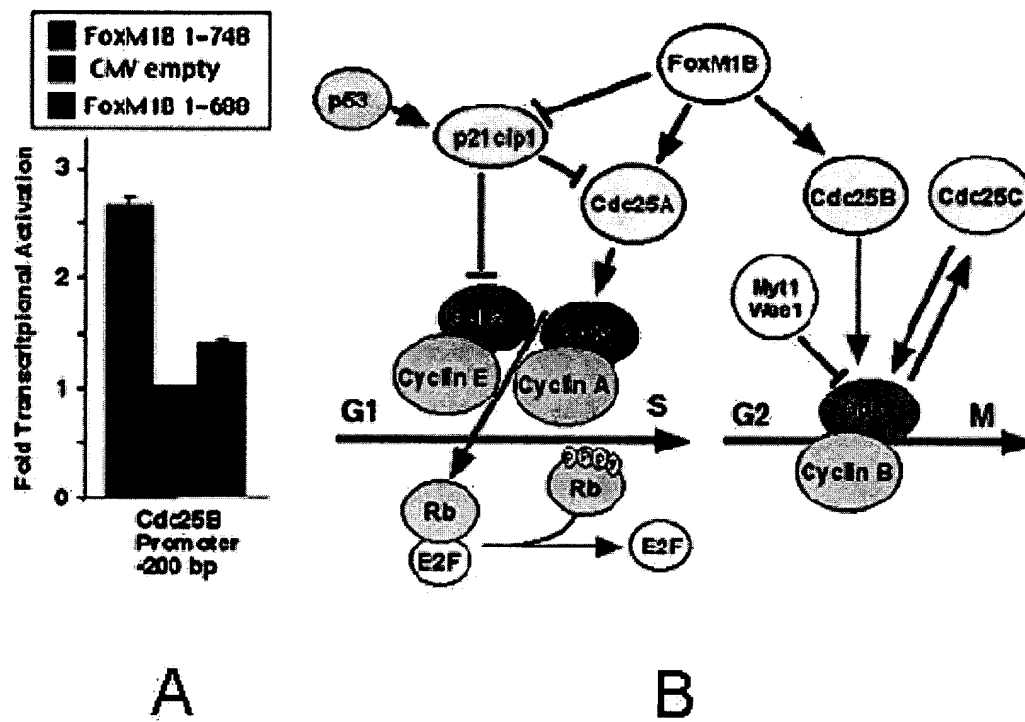 A
FoxM1B 1-748
CMV empty
FoxM1B 1-688
Fold Transcritpional Activation
3
2
1
0
Cdc25B
Promoter
-200 bp
B
FoxM1B
p53
p21cip1
Cdc25A
Cdc25B
Cdc25C
Myt1
Wee1
Cyclin E
Cyclin A
G1
S
G2
M
Cyclin B
Rb
E2F
P P P P
Rb
E2F
A
B